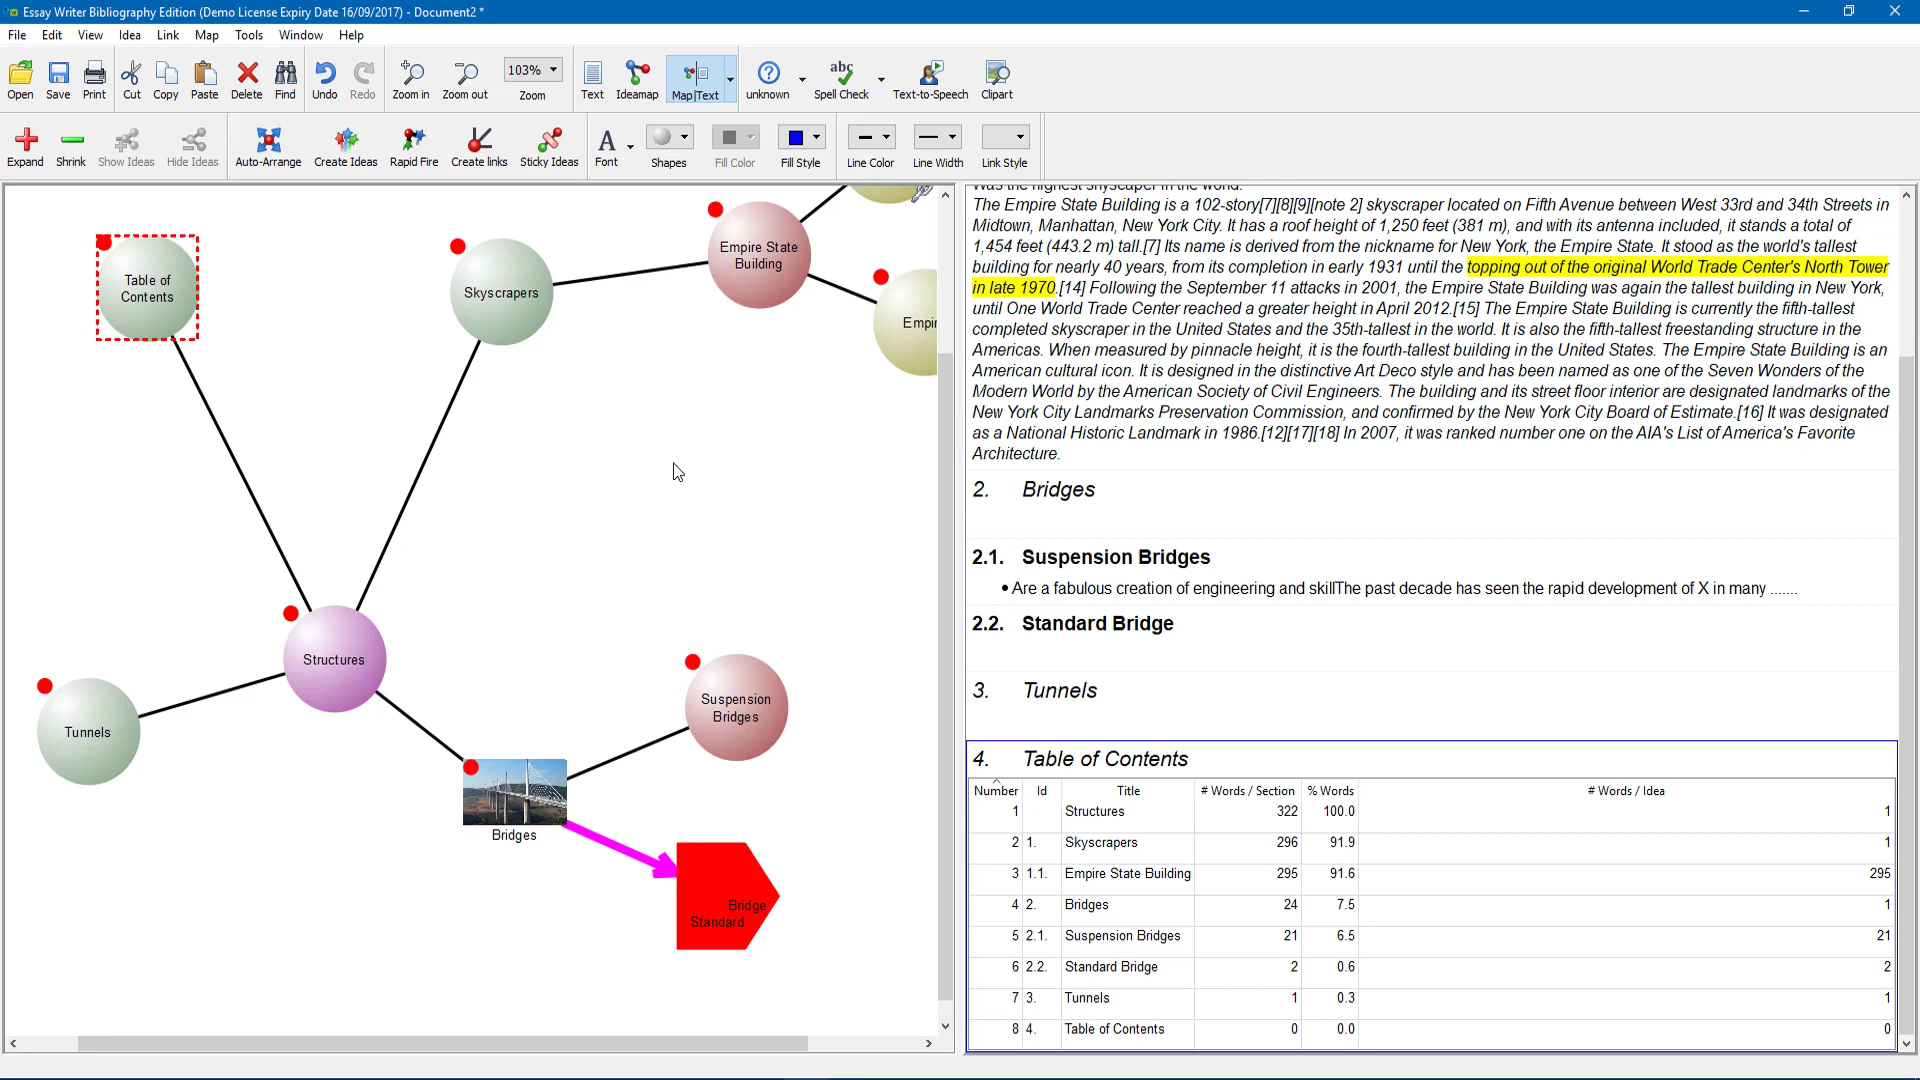 Essay Writer Bibliography Edition (Demo License Expiry Date 16/09/2017) - Document2 *
File Edit View Idea Link Map Tools Window Help
103%
Open Save Print Cut Copy Paste Delete Find Undo Redo Zoom in Zoom out Zoom Text Ideamap Map|Text unknown abc Spell Check Text-to-Speech Clipart
Expand Shrink Show Ideas Hide Ideas Auto-Arrange Create Ideas Rapid Fire Create links Sticky Ideas A Font Shapes Fill Color Fill Style Line Color Line Width Link Style
Table of
Contents
Skyscrapers
Empire State
Building
Empir
Structures
Tunnels
Suspension
Bridges
Bridges
Bridge
Standard
Was the highest skyscraper in the world.
The Empire State Building is a 102-story[7][8][9][note 2] skyscraper located on Fifth Avenue between West 33rd and 34th Streets in
Midtown, Manhattan, New York City. It has a roof height of 1,250 feet (381 m), and with its antenna included, it stands a total of
1,454 feet (443.2 m) tall.[7] Its name is derived from the nickname for New York, the Empire State. It stood as the world's tallest
building for nearly 40 years, from its completion in early 1931 until the topping out of the original World Trade Center's North Tower
in late 1970.[14] Following the September 11 attacks in 2001, the Empire State Building was again the tallest building in New York,
until One World Trade Center reached a greater height in April 2012.[15] The Empire State Building is currently the fifth-tallest
completed skyscraper in the United States and the 35th-tallest in the world. It is also the fifth-tallest freestanding structure in the
Americas. When measured by pinnacle height, it is the fourth-tallest building in the United States. The Empire State Building is an
American cultural icon. It is designed in the distinctive Art Deco style and has been named as one of the Seven Wonders of the
Modern World by the American Society of Civil Engineers. The building and its street floor interior are designated landmarks of the
New York City Landmarks Preservation Commission, and confirmed by the New York City Board of Estimate.[16] It was designated
as a National Historic Landmark in 1986.[12][17][18] In 2007, it was ranked number one on the AIA's List of America's Favorite
Architecture.
2. Bridges
2.1. Suspension Bridges
• Are a fabulous creation of engineering and skillThe past decade has seen the rapid development of X in many .......
2.2. Standard Bridge
3. Tunnels
4. Table of Contents
Number Id Title # Words / Section % Words # Words / Idea
1 Structures 322 100.0 1
2 1. Skyscrapers 296 91.9 1
3 1.1. Empire State Building 295 91.6 295
4 2. Bridges 24 7.5 1
5 2.1. Suspension Bridges 21 6.5 21
6 2.2. Standard Bridge 2 0.6 2
7 3. Tunnels 1 0.3 1
8 4. Table of Contents 0 0.0 0